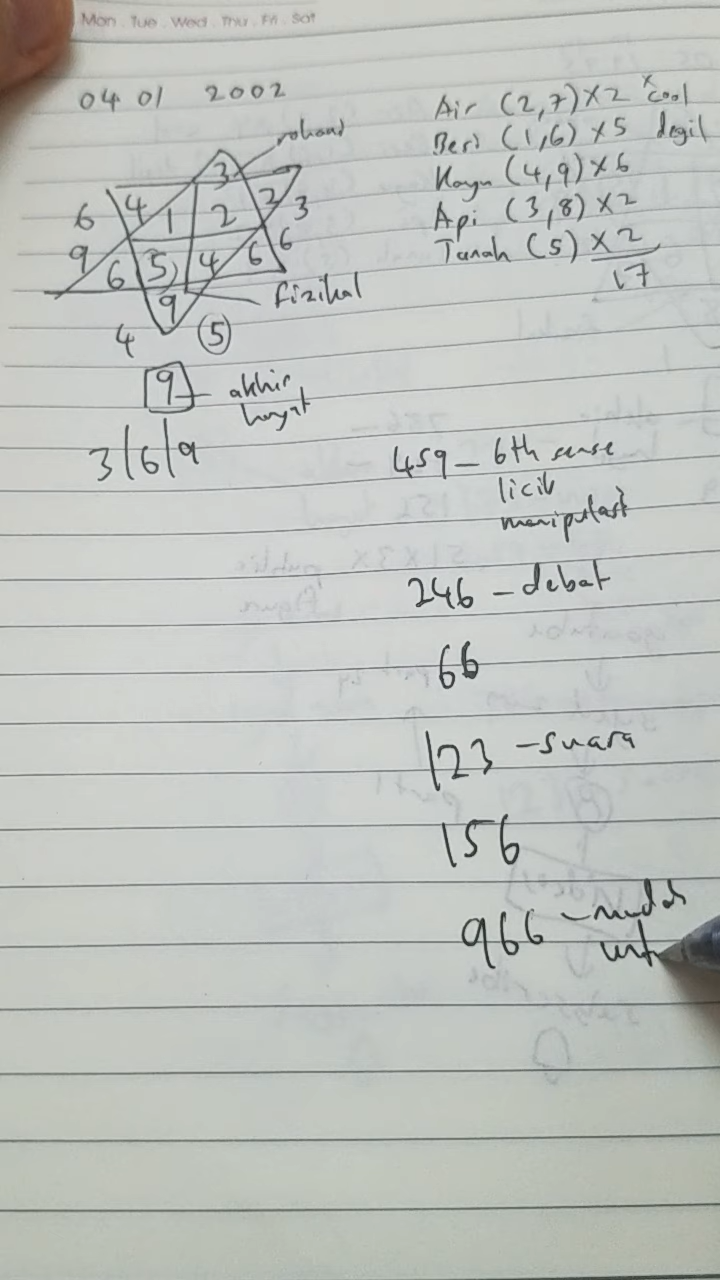 Mon . Tue . Wed . Thu . Fri . Sat
04 01 2002
rohani
3
6 4 1 2 2 3
9 6 5 4 6 6
9
fizikal
4 5
9 - akhir
hayat
3/6/9
Air (2,7) x2 x cool
Besi (1,6) x5 degil
Kayu (4,9) x6
Api (3,8) x2
Tanah (5) x2
17
459 - 6th sense
licik
manipulasi
246 - debat
66
123 - suara
156
966 - mudah
unt